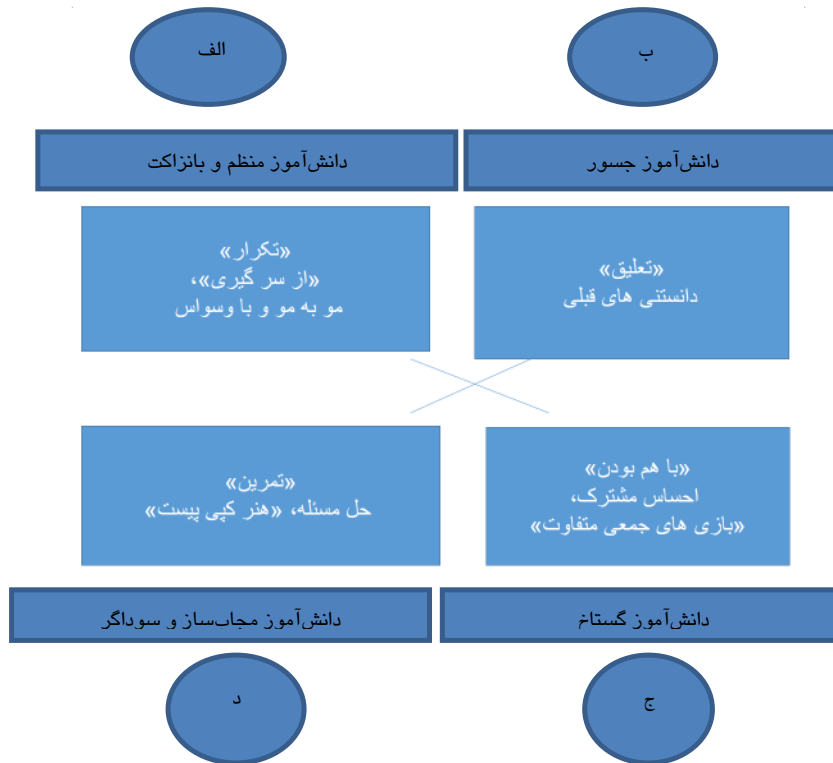 ب
الف
دانش‌آموز جسور
دانش‌آموز منظم و بانزاکت
«تعلیق»
دانستنی های قبلی
«تکرار»
«از سر گیری»،
مو به مو و با وسواس
«با هم بودن»
احساس مشترک،
«بازی های جمعی متفاوت»
«تمرین»
حل مسئله، «هنر کپی پیست»
دانش‌آموز گستاخ
دانش‌آموز مجاب‌ساز و سوداگر
ج
د